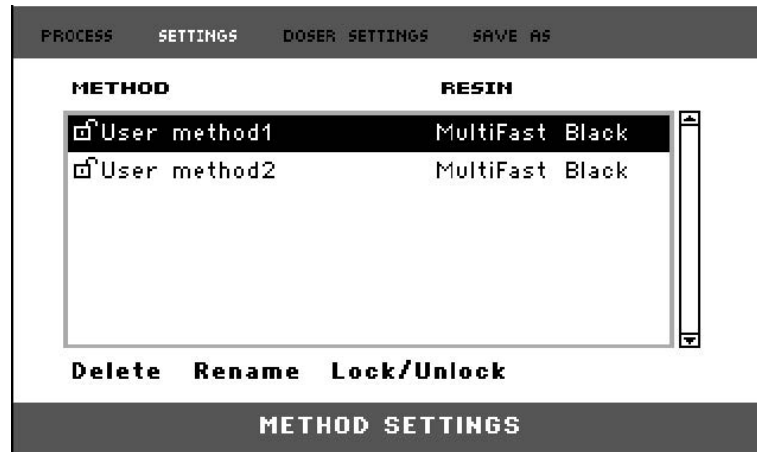 PROCESS SETTINGS DOSER SETTINGS SAVE AS
METHOD RESIN
User method1 MultiFast Black
User method2 MultiFast Black
Delete Rename Lock/Unlock
METHOD SETTINGS